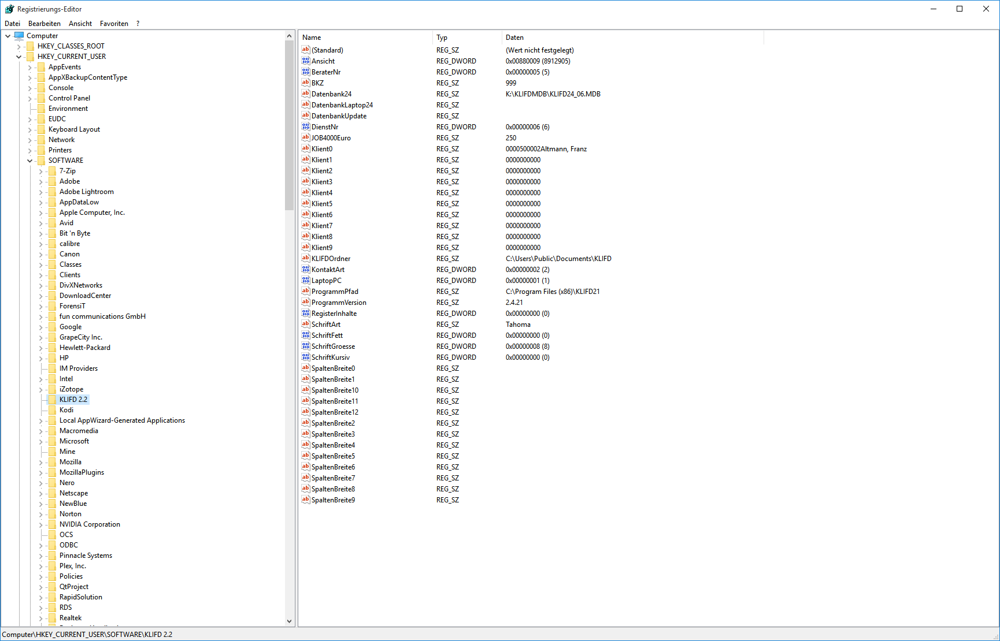 Registrierungs-Editor
Datei Bearbeiten Ansicht Favoriten ?
Computer
HKEY_CLASSES_ROOT
HKEY_CURRENT_USER
AppEvents
AppXBackupContentType
Console
Control Panel
Environment
EUDC
Keyboard Layout
Network
Printers
SOFTWARE
7-Zip
Adobe
Adobe Lightroom
AppDataLow
Apple Computer, Inc.
Avid
Bit 'n Byte
calibre
Canon
Classes
Clients
DivXNetworks
DownloadCenter
ForensiT
fun communications GmbH
Google
GrapeCity Inc.
Hewlett-Packard
HP
IM Providers
Intel
iZotope
KLIFD 2.2
Kodi
Local AppWizard-Generated Applications
Macromedia
Microsoft
Mine
Mozilla
MozillaPlugins
Nero
Netscape
NewBlue
Norton
NVIDIA Corporation
OCS
ODBC
Pinnacle Systems
Plex, Inc.
Policies
QtProject
RapidSolution
RDS
Realtek
Name Typ Daten
(Standard) REG_SZ (Wert nicht festgelegt)
Ansicht REG_DWORD 0x00880009 (8912905)
BeraterNr REG_DWORD 0x00000005 (5)
BKZ REG_SZ 999
Datenbank24 REG_SZ K:\KLIFDMDB\KLIFD24_06.MDB
DatenbankLaptop24 REG_SZ
DatenbankUpdate REG_SZ
DienstNr REG_DWORD 0x00000006 (6)
JOB4000Euro REG_SZ 250
Klient0 REG_SZ 0000500002Altmann, Franz
Klient1 REG_SZ 0000000000
Klient2 REG_SZ 0000000000
Klient3 REG_SZ 0000000000
Klient4 REG_SZ 0000000000
Klient5 REG_SZ 0000000000
Klient6 REG_SZ 0000000000
Klient7 REG_SZ 0000000000
Klient8 REG_SZ 0000000000
Klient9 REG_SZ 0000000000
KLIFDOrdner REG_SZ C:\Users\Public\Documents\KLIFD
KontaktArt REG_DWORD 0x00000002 (2)
LaptopPC REG_DWORD 0x00000001 (1)
ProgrammPfad REG_SZ C:\Program Files (x86)\KLIFD21
ProgrammVersion REG_SZ 2.4.21
RegisterInhalte REG_DWORD 0x00000000 (0)
SchriftArt REG_SZ Tahoma
SchriftFett REG_DWORD 0x00000000 (0)
SchriftGroesse REG_DWORD 0x00000008 (8)
SchriftKursiv REG_DWORD 0x00000000 (0)
SpaltenBreite0 REG_SZ
SpaltenBreite1 REG_SZ
SpaltenBreite10 REG_SZ
SpaltenBreite11 REG_SZ
SpaltenBreite12 REG_SZ
SpaltenBreite2 REG_SZ
SpaltenBreite3 REG_SZ
SpaltenBreite4 REG_SZ
SpaltenBreite5 REG_SZ
SpaltenBreite6 REG_SZ
SpaltenBreite7 REG_SZ
SpaltenBreite8 REG_SZ
SpaltenBreite9 REG_SZ
Computer\HKEY_CURRENT_USER\SOFTWARE\KLIFD 2.2